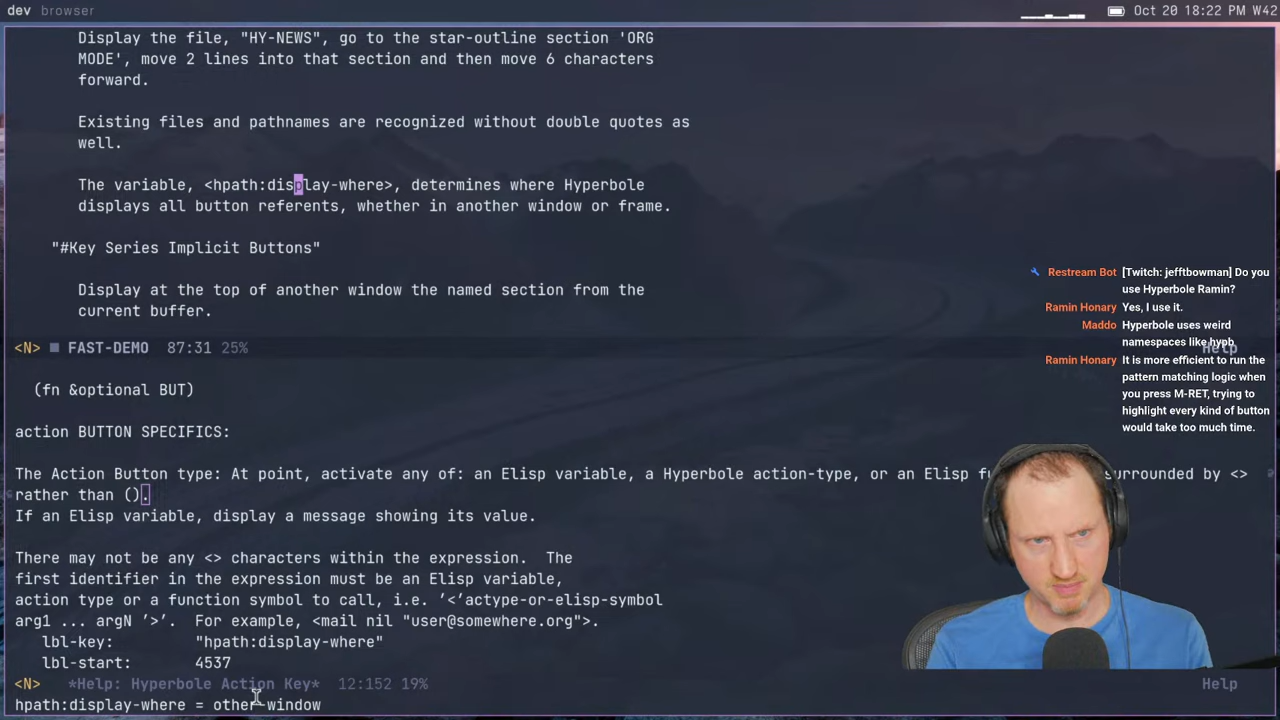 dev browser
Oct 20 18:22 PM W42
Display the file, "HY-NEWS", go to the star-outline section 'ORG
MODE', move 2 lines into that section and then move 6 characters
forward.
Existing files and pathnames are recognized without double quotes as
well.
The variable, <hpath:display-where>, determines where Hyperbole
displays all button referents, whether in another window or frame.
"#Key Series Implicit Buttons"
Display at the top of another window the named section from the
current buffer.
<N> FAST-DEMO 87:31 25% Help
Restream Bot [Twitch: jefftbowman] Do you
use Hyperbole Ramin?
Ramin Honary Yes, I use it.
Maddo Hyperbole uses weird
namespaces like hypb
Ramin Honary It is more efficient to run the
pattern matching logic when
you press M-RET, trying to
highlight every kind of button
would take too much time.
(fn &optional BUT)
action BUTTON SPECIFICS:
The Action Button type: At point, activate any of: an Elisp variable, a Hyperbole action-type, or an Elisp surrounded by <>
rather than ().
If an Elisp variable, display a message showing its value.
There may not be any <> characters within the expression. The
first identifier in the expression must be an Elisp variable,
action type or a function symbol to call, i.e. ’<’actype-or-elisp-symbol
arg1 ... argN ’>’. For example, <mail nil "user@somewhere.org">.
lbl-key: "hpath:display-where"
lbl-start: 4537
<N> *Help: Hyperbole Action Key* 12:152 19% Help
hpath:display-where = other-window